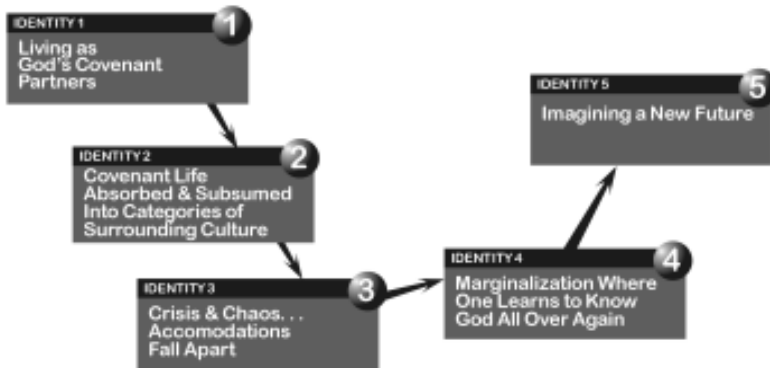 IDENTITY 1
1
Living as
God's Covenant
Partners
IDENTITY 2
2
Covenant Life
Absorbed & Subsumed
Into Categories of
Surrounding Culture
IDENTITY 3
3
Crisis & Chaos. . .
Accomodations
Fall Apart
IDENTITY 4
4
Marginalization Where
One Learns to Know
God All Over Again
IDENTITY 5
5
Imagining a New Future